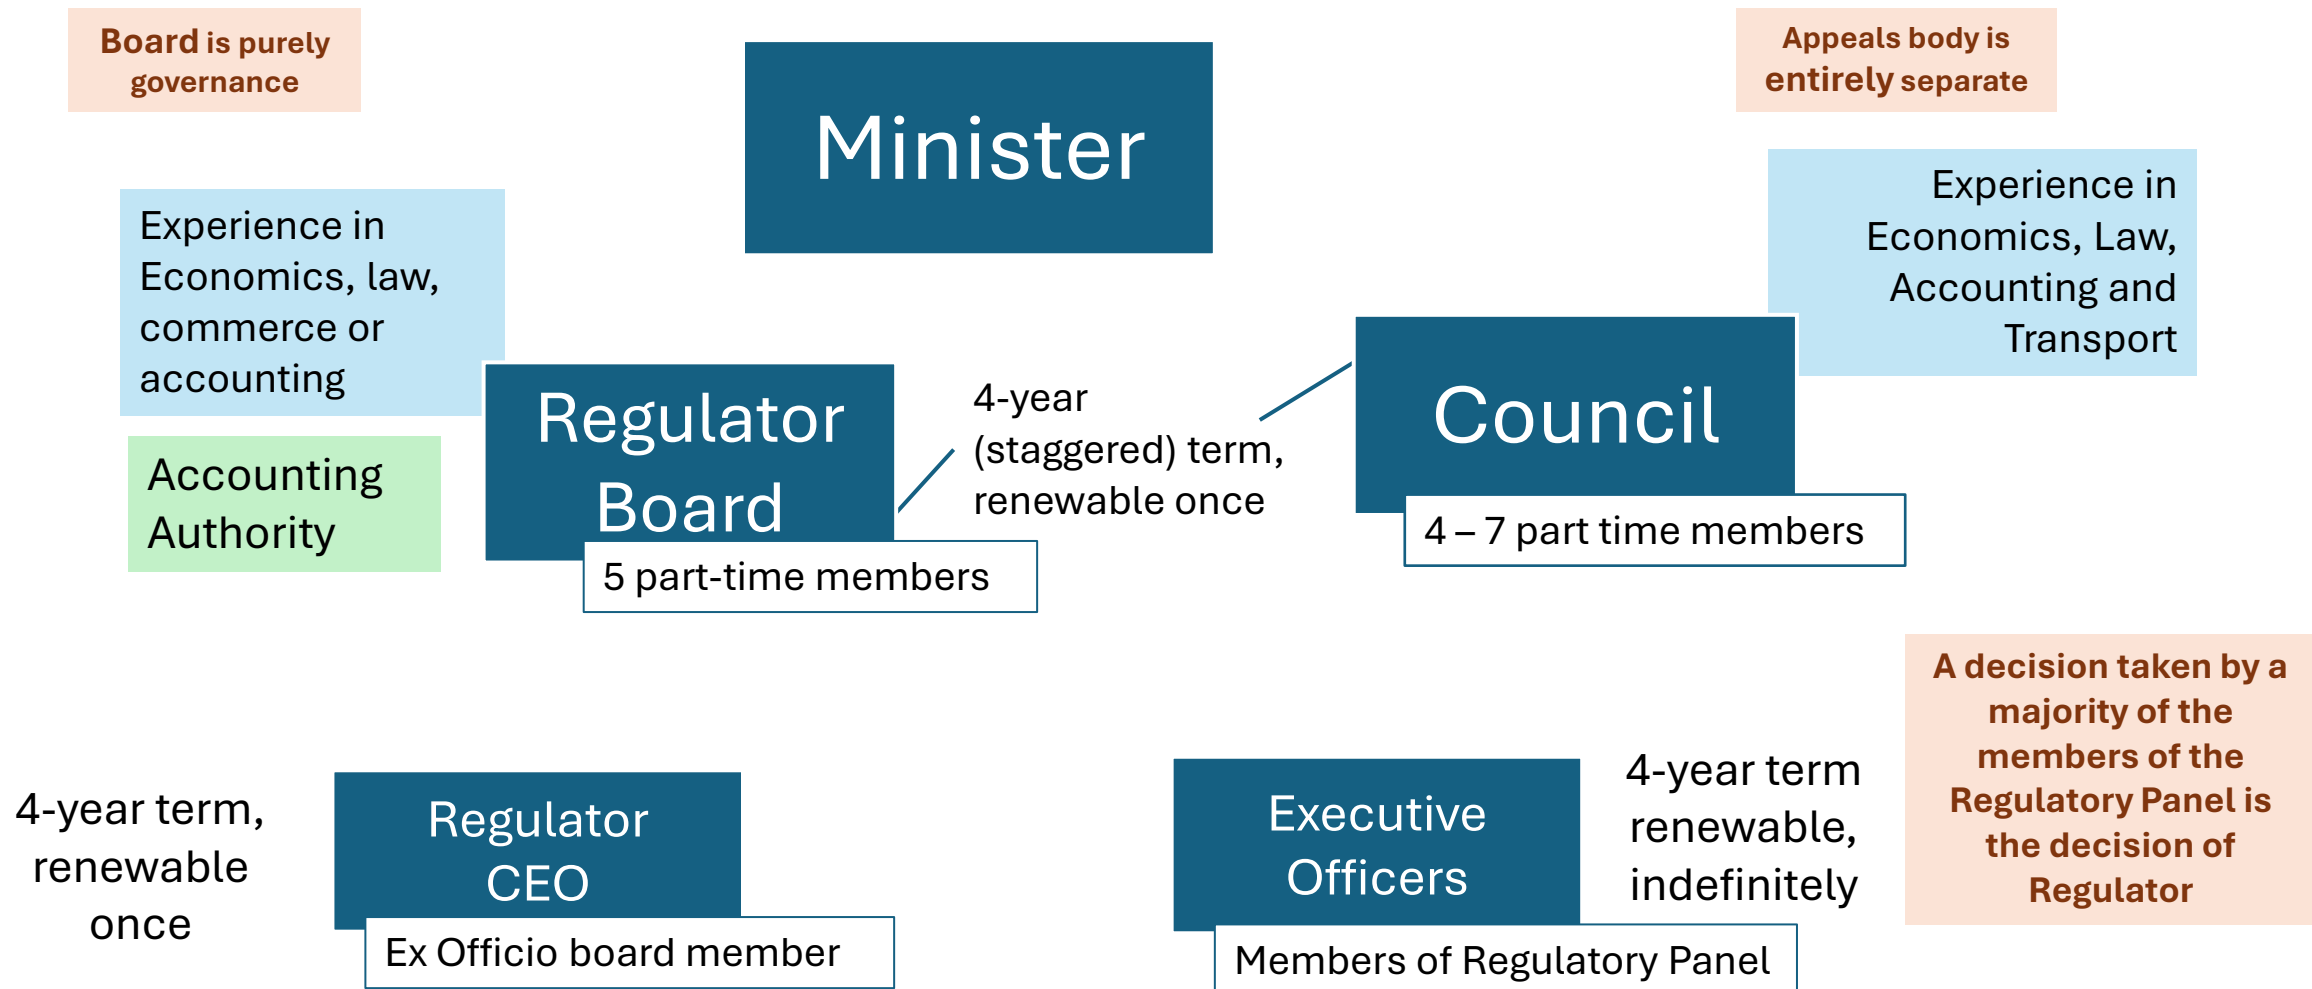 Board is purely
governance
Minister
Appeals body is
entirely separate
Experience in
Economics, law,
commerce or
accounting
Experience in
Economics, Law,
Accounting and
Transport
Accounting
Authority
Regulator
Board
5 part-time members
4-year
(staggered) term,
renewable once
Council
4 – 7 part time members
4-year term,
renewable
once
Regulator
CEO
Ex Officio board member
Executive
Officers
Members of Regulatory Panel
4-year term
renewable,
indefinitely
A decision taken by a
majority of the
members of the
Regulatory Panel is
the decision of
Regulator